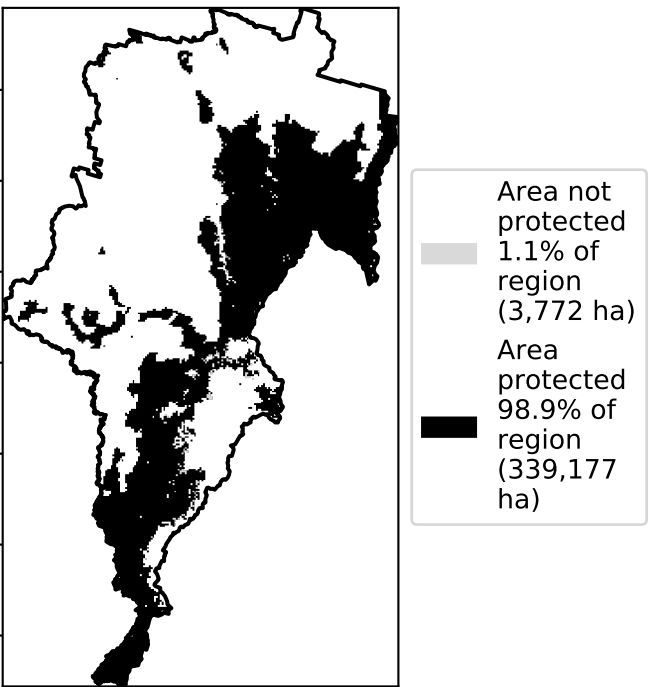 Area not
protected
1.1% of
region
(3,772 ha)
Area
protected
98.9% of
region
(339,177
ha)